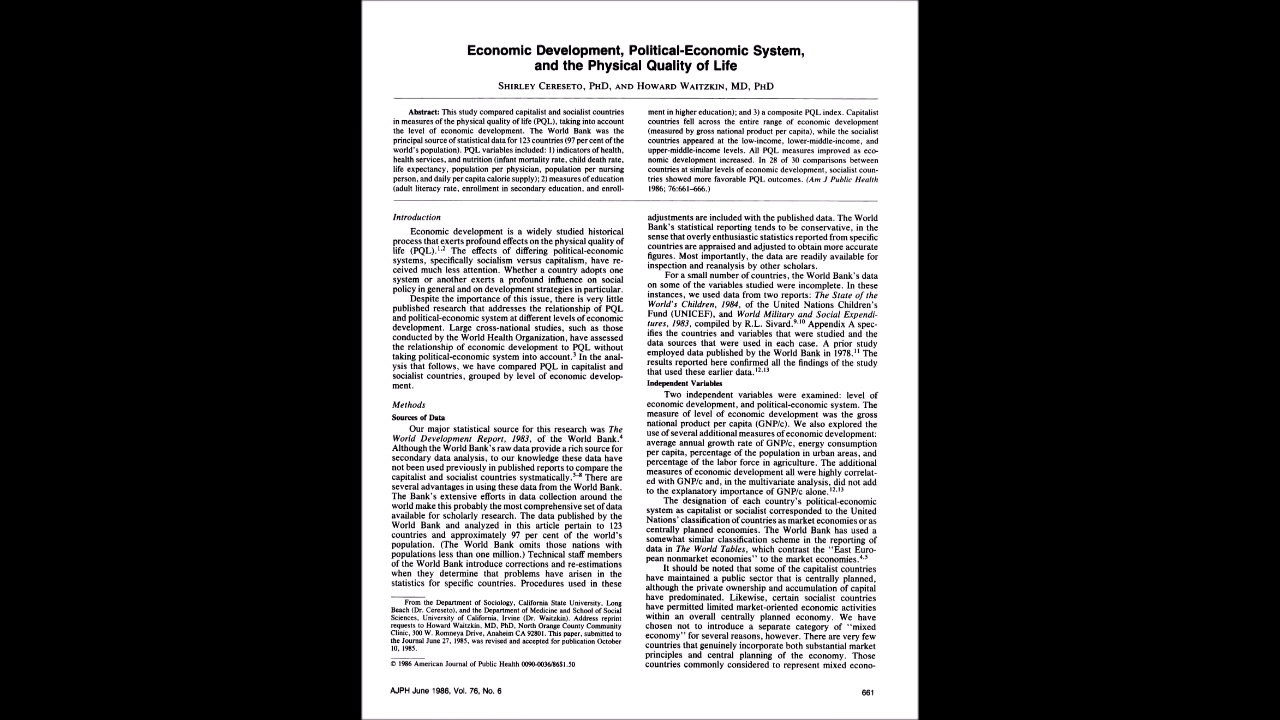 Economic Development, Political-Economic System,
and the Physical Quality of Life
SHIRLEY CERESETO, PHD, AND HOWARD WAITZKIN, MD, PHD
Abstract: This study compared capitalist and socialist countries
in measures of the physical quality of life (PQL), taking into account
the level of economic development. The World Bank was the
principal source of statistical data for 123 countries (97 per cent of the
world's population). PQL variables included: 1) indicators of health,
health services, and nutrition (infant mortality rate, child death rate,
life expectancy, population per physician, population per nursing
person, and daily per capita calorie supply); 2) measures of education
(adult literacy rate, enrollment in secondary education, and enroll-
ment in higher education); and 3) a composite PQL index. Capitalist
countries fell across the entire range of economic development
(measured by gross national product per capita), while the socialist
countries appeared at the low-income, lower-middle-income, and
upper-middle-income levels. All PQL measures improved as eco-
nomic development increased. In 28 of 30 comparisons between
countries at similar levels of economic development, socialist coun-
tries showed more favorable PQL outcomes. (Am J Public Health
1986; 76:661–666.)
Introduction
Economic development is a widely studied historical
process that exerts profound effects on the physical quality of
life (PQL).1,2 The effects of differing political-economic
systems, specifically socialism versus capitalism, have re-
ceived much less attention. Whether a country adopts one
system or another exerts a profound influence on social
policy in general and on development strategies in particular.
Despite the importance of this issue, there is very little
published research that addresses the relationship of PQL
and political-economic system at different levels of economic
development. Large cross-national studies, such as those
conducted by the World Health Organization, have assessed
the relationship of economic development to PQL without
taking political-economic system into account.3 In the anal-
ysis that follows, we have compared PQL in capitalist and
socialist countries, grouped by level of economic develop-
ment.
Methods
Sources of Data
Our major statistical source for this research was The
World Development Report, 1983, of the World Bank.4
Although the World Bank's raw data provide a rich source for
secondary data analysis, to our knowledge these data have
not been used previously in published reports to compare the
capitalist and socialist countries systmatically.5–8 There are
several advantages in using these data from the World Bank.
The Bank's extensive efforts in data collection around the
world make this probably the most comprehensive set of data
available for scholarly research. The data published by the
World Bank and analyzed in this article pertain to 123
countries and approximately 97 per cent of the world's
population. (The World Bank omits those nations with
populations less than one million.) Technical staff members
of the World Bank introduce corrections and re-estimations
when they determine that problems have arisen in the
statistics for specific countries. Procedures used in these
From the Department of Sociology, California State University, Long
Beach (Dr. Cereseto), and the Department of Medicine and School of Social
Sciences, University of California, Irvine (Dr. Waitzkin). Address reprint
requests to Howard Waitzkin, MD, PhD, North Orange County Community
Clinic, 300 W. Romneya Drive, Anaheim CA 92801. This paper, submitted to
the Journal June 27, 1985, was revised and accepted for publication October
10, 1985.
© 1986 American Journal of Public Health 0090-0036/86$1.50
adjustments are included with the published data. The World
Bank's statistical reporting tends to be conservative, in the
sense that overly enthusiastic statistics reported from specific
countries are appraised and adjusted to obtain more accurate
figures. Most importantly, the data are readily available for
inspection and reanalysis by other scholars.
For a small number of countries, the World Bank's data
on some of the variables studied were incomplete. In these
instances, we used data from two reports: The State of the
World's Children, 1984, of the United Nations Children's
Fund (UNICEF), and World Military and Social Expendi-
tures, 1983, compiled by R.L. Sivard.9,10 Appendix A spec-
ifies the countries and variables that were studied and the
data sources that were used in each case. A prior study
employed data published by the World Bank in 1978.11 The
results reported here confirmed all the findings of the study
that used these earlier data.12,13
Independent Variables
Two independent variables were examined: level of
economic development, and political-economic system. The
measure of level of economic development was the gross
national product per capita (GNP/c). We also explored the
use of several additional measures of economic development:
average annual growth rate of GNP/c, energy consumption
per capita, percentage of the population in urban areas, and
percentage of the labor force in agriculture. The additional
measures of economic development all were highly correlat-
ed with GNP/c and, in the multivariate analysis, did not add
to the explanatory importance of GNP/c alone.12,13
The designation of each country's political-economic
system as capitalist or socialist corresponded to the United
Nations' classification of countries as market economies or as
centrally planned economies. The World Bank has used a
somewhat similar classification scheme in the reporting of
data in The World Tables, which contrast the "East Euro-
pean nonmarket economies" to the market economies.4,5
It should be noted that some of the capitalist countries
have maintained a public sector that is centrally planned,
although the private ownership and accumulation of capital
have predominated. Likewise, certain socialist countries
have permitted limited market-oriented economic activities
within an overall centrally planned economy. We have
chosen not to introduce a separate category of "mixed
economy" for several reasons, however. There are very few
countries that genuinely incorporate both substantial market
principles and central planning of the economy. Those
countries commonly considered to represent mixed econo-
AJPH June 1986, Vol. 76, No. 6
661